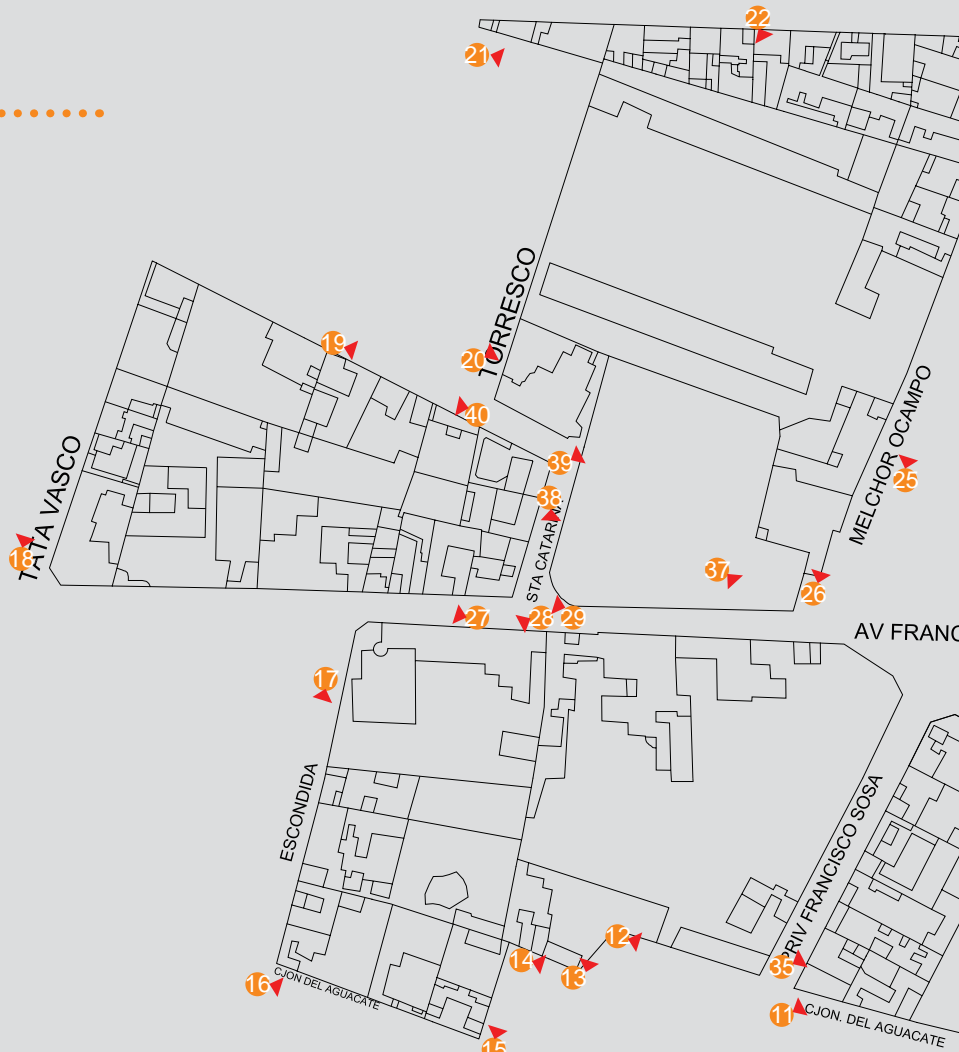 22
21
TORRESCO
19
20
40
39
38
STA CATARINA
TATA VASCO
18
MELCHOR OCAMPO
25
37
26
27
28
29
AV FRANC
17
ESCONDIDA
PRIV FRANCISCO SOSA
12
14
13
35
16
CJON DEL AGUACATE
11
CJON. DEL AGUACATE
15